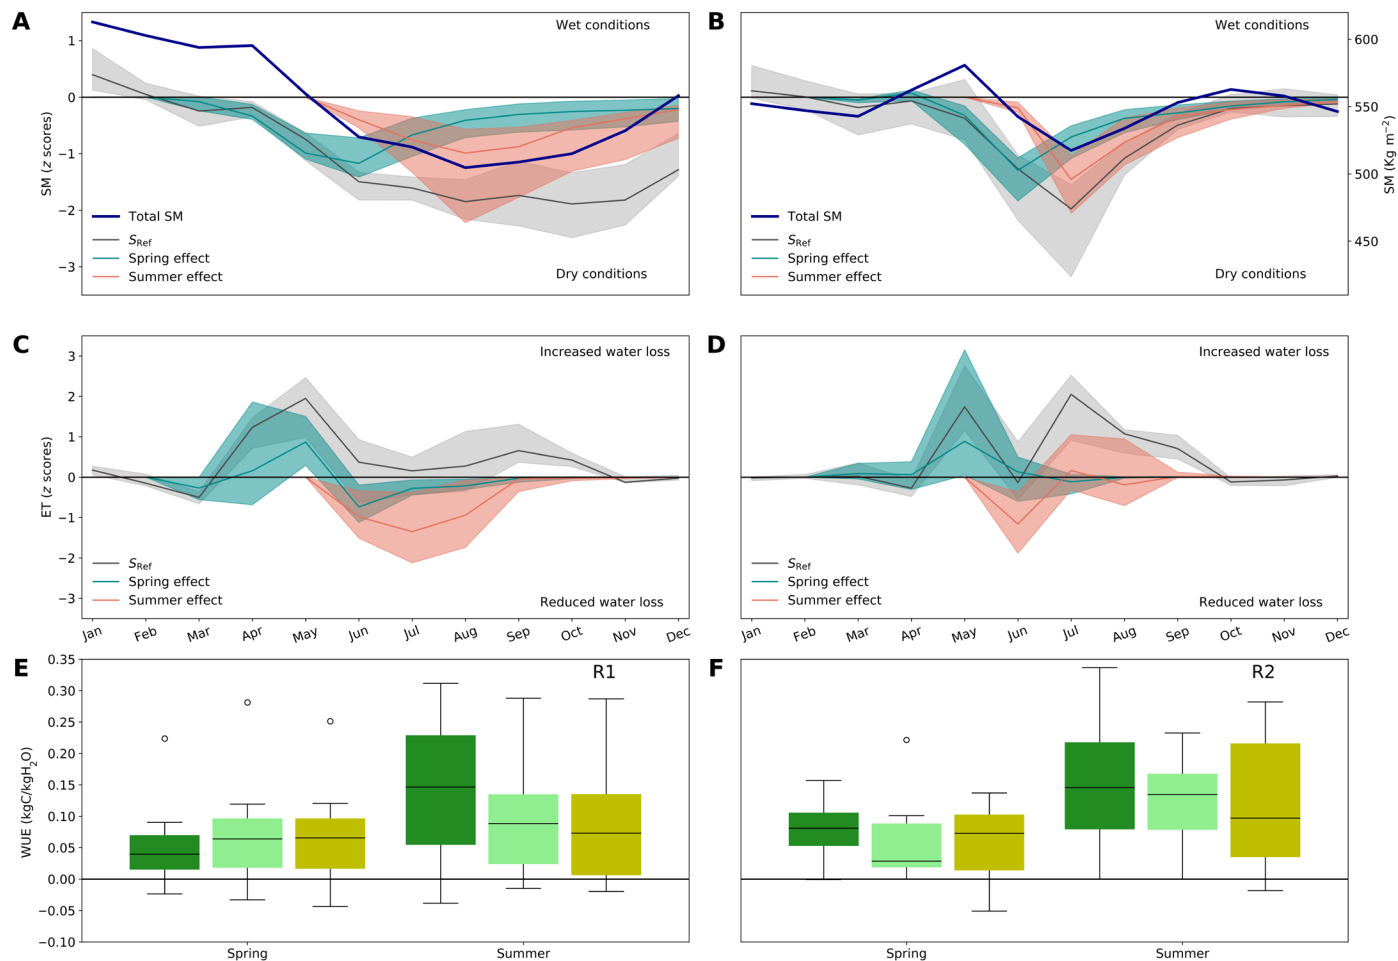 A
Wet conditions
1
0
−1
−2
−3
SM (z scores)
Total SM
SRef
Spring effect
Summer effect
Dry conditions
B
Wet conditions
600
550
500
450
SM (Kg m−2)
Total SM
SRef
Spring effect
Summer effect
Dry conditions
C
Increased water loss
3
2
1
0
−1
−2
−3
ET (z scores)
SRef
Spring effect
Summer effect
Reduced water loss
Jan Feb Mar Apr May Jun Jul Aug Sep Oct Nov Dec
D
Increased water loss
SRef
Spring effect
Summer effect
Reduced water loss
Jan Feb Mar Apr May Jun Jul Aug Sep Oct Nov Dec
E
R1
0.35
0.30
0.25
0.20
0.15
0.10
0.05
0.00
−0.05
−0.10
WUE (kgC/kgH2O)
Spring Summer
F
R2
Spring Summer